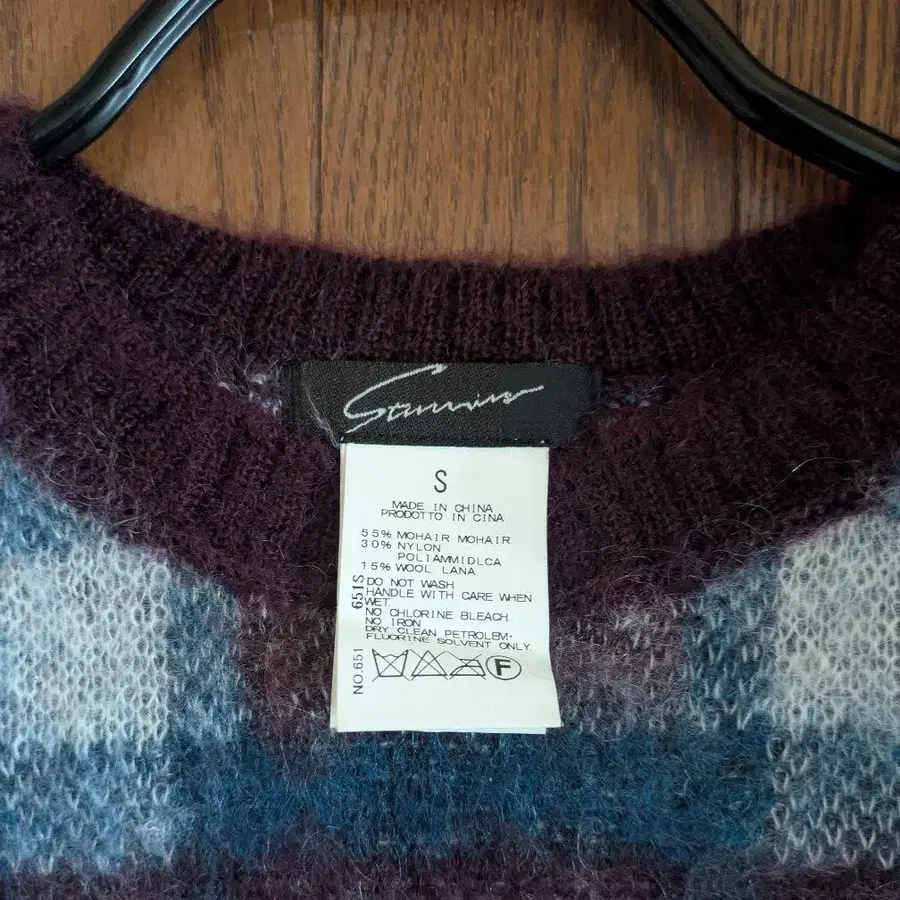 S
MADE IN CHINA
PRODOTTO IN CINA
55% MOHAIR MOHAIR
30% NYLON
POLIAMMIDLCA
15% WOOL LANA
DO NOT WASH
HANDLE WITH CARE WHEN
WET.
NO CHLORINE BLEACH
NO IRON
DRY CLEAN PETROLEM·
FLUORINE SOLVENT ONLY.
F
NO.651 651S